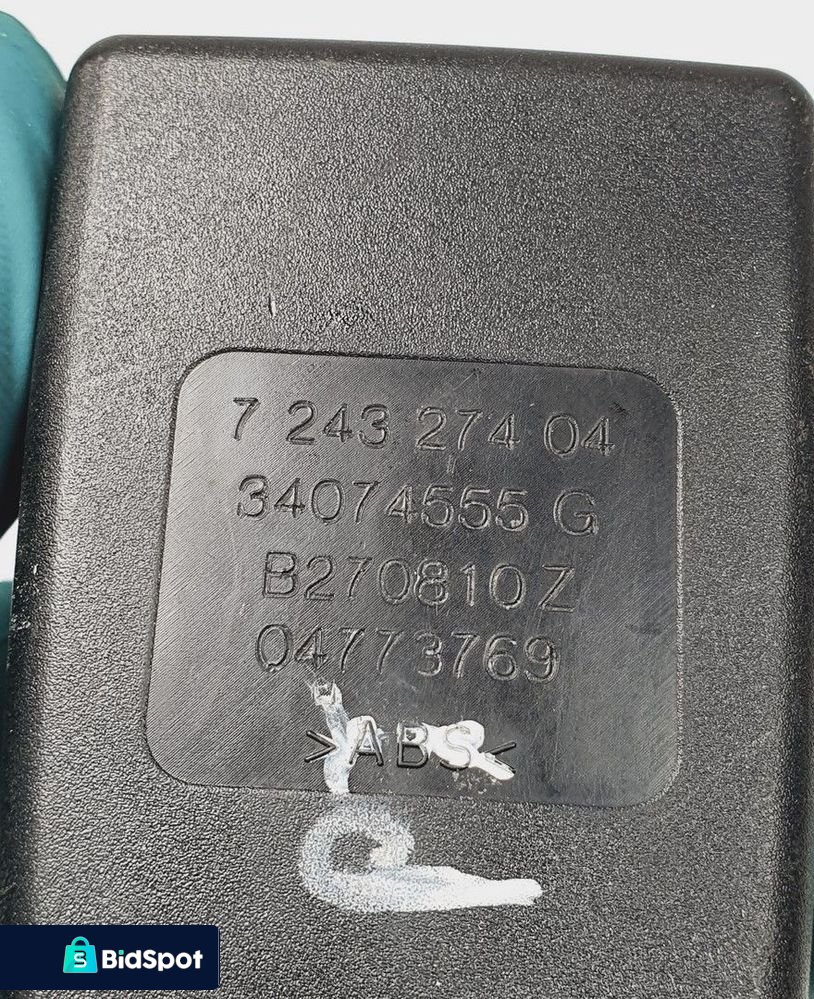 7 243 274 04
34074555 G
B270810Z
04773769
>ABS<
S BidSpot